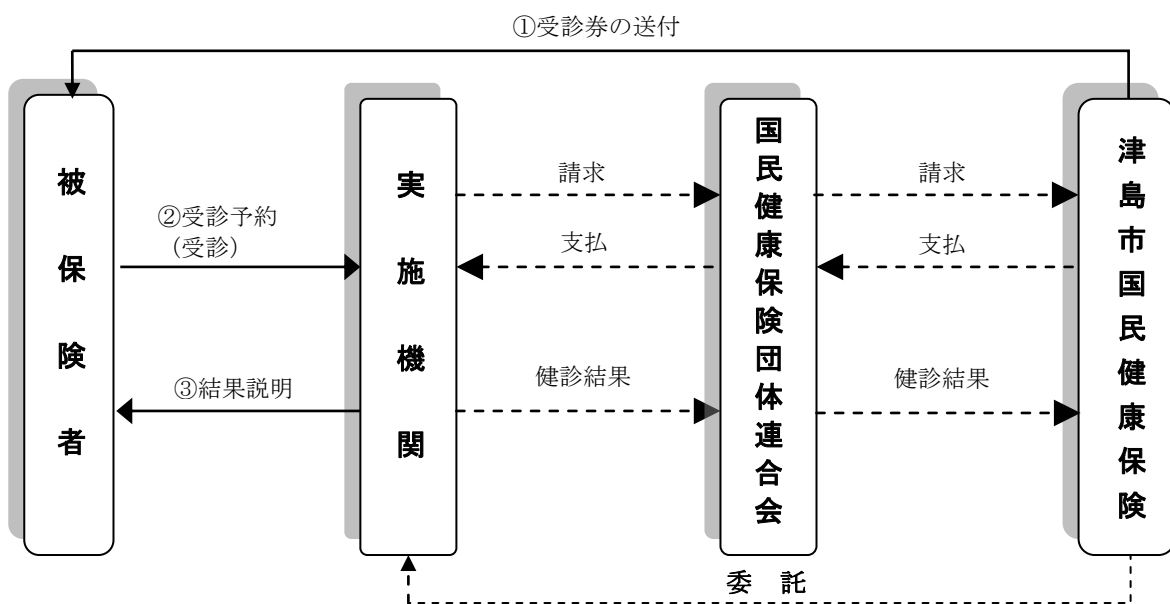 ①受診券の送付
被保険者
②受診予約
(受診)
③結果説明
実施機関
請求
支払
健診結果
国民健康保険団体連合会
請求
支払
健診結果
津島市国民健康保険
委 託